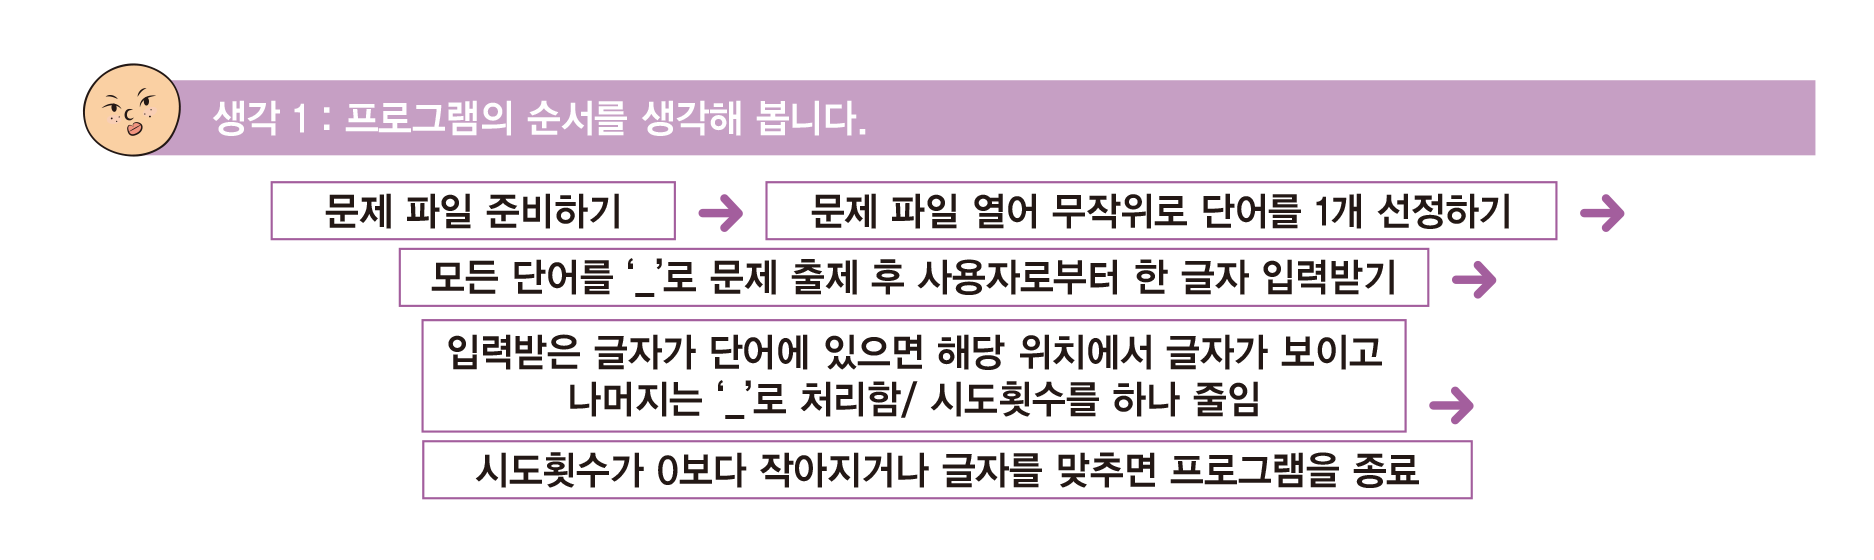 생각 1 : 프로그램의 순서를 생각해 봅니다.
문제 파일 준비하기 → 문제 파일 열어 무작위로 단어를 1개 선정하기 →
모든 단어를 ‘_’로 문제 출제 후 사용자로부터 한 글자 입력받기 →
입력받은 글자가 단어에 있으면 해당 위치에서 글자가 보이고
나머지는 ‘_’로 처리함/ 시도횟수를 하나 줄임 →
시도횟수가 0보다 작아지거나 글자를 맞추면 프로그램을 종료